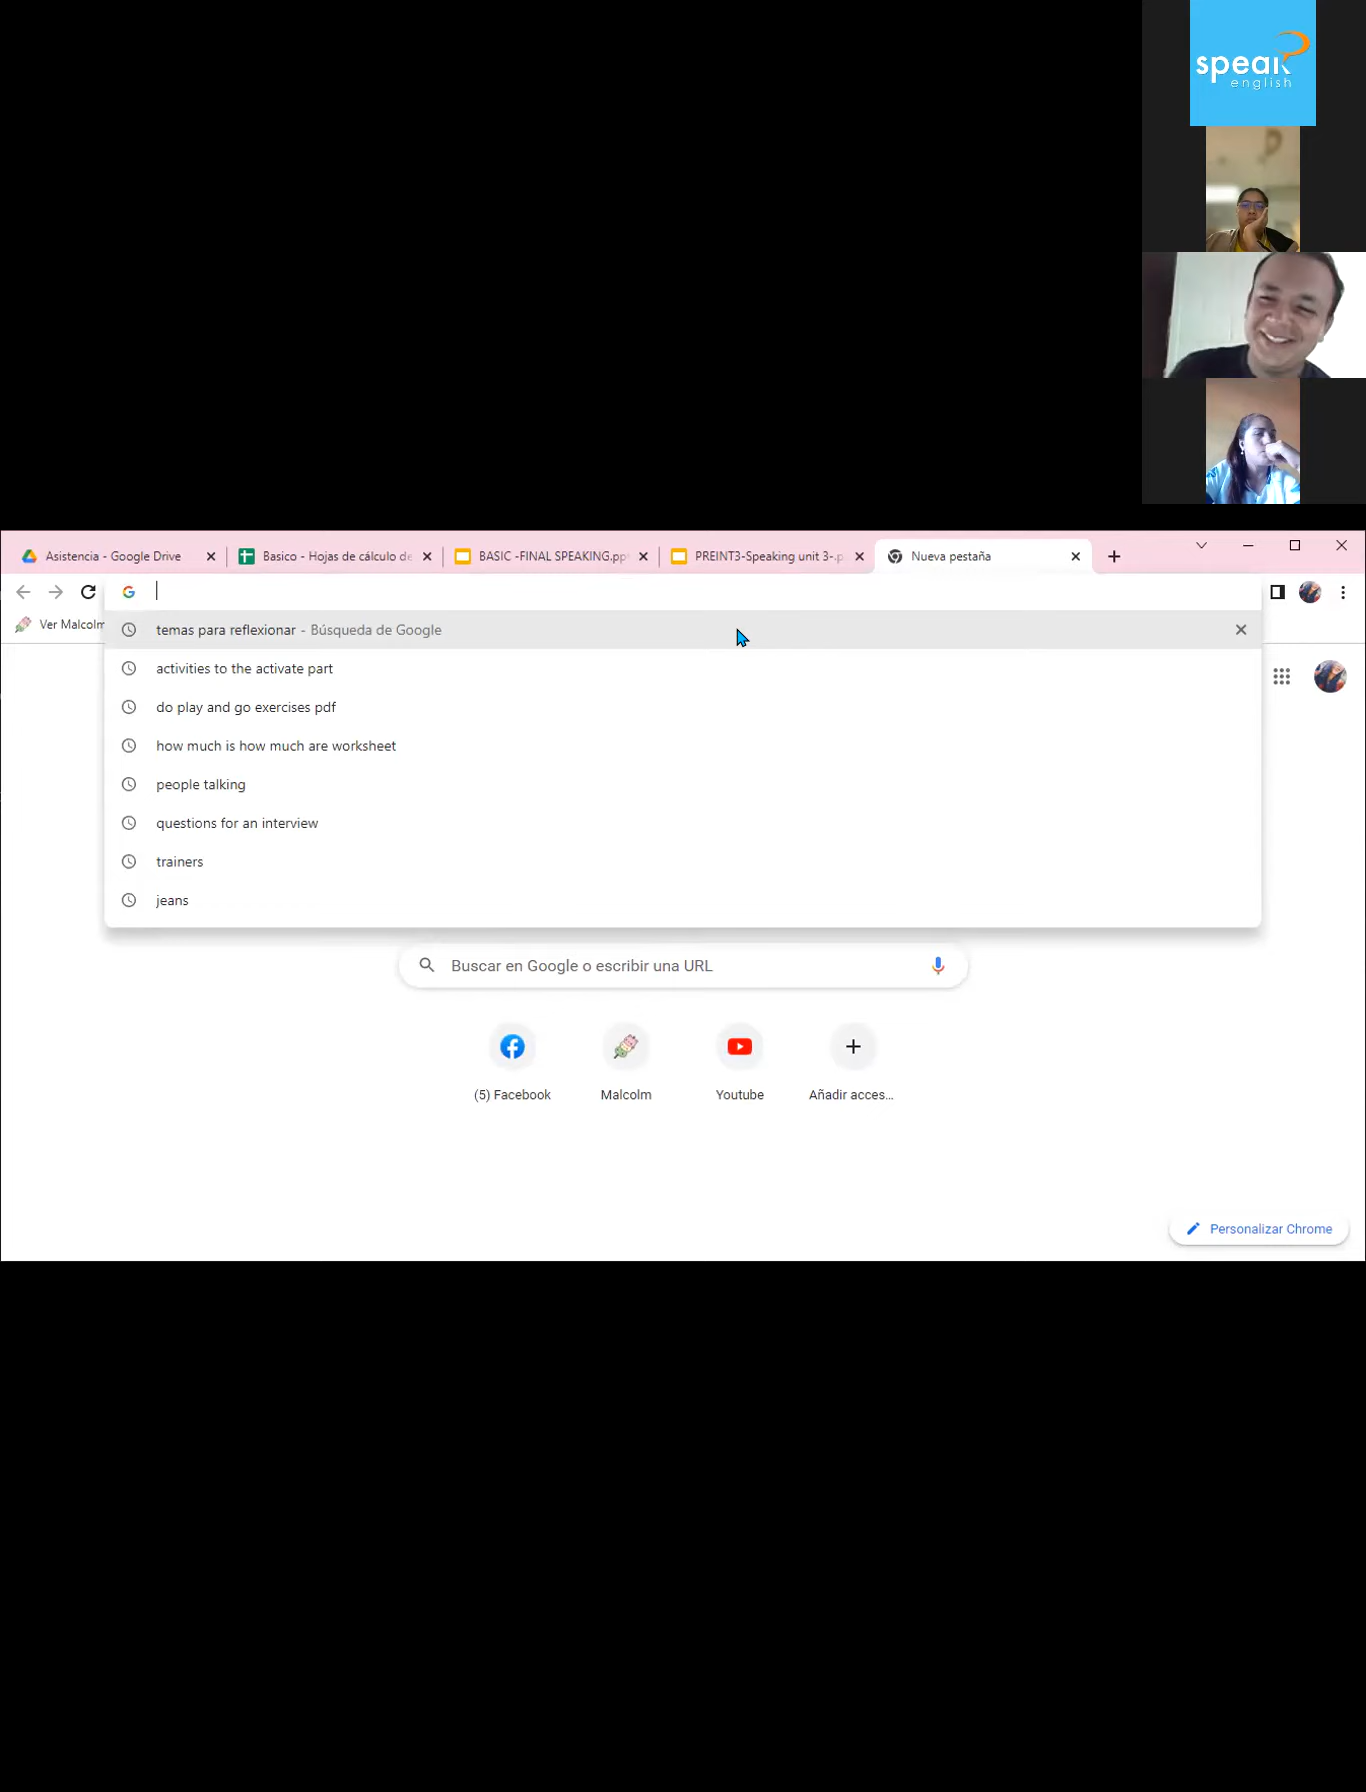 speak
english
Asistencia - Google Drive
Basico - Hojas de cálculo de
BASIC -FINAL SPEAKING.pp
PREINT3-Speaking unit 3-.p
Nueva pestaña
Ver Malcolm
temas para reflexionar - Búsqueda de Google
activities to the activate part
do play and go exercises pdf
how much is how much are worksheet
people talking
questions for an interview
trainers
jeans
Buscar en Google o escribir una URL
(5) Facebook
Malcolm
Youtube
Añadir acces...
Personalizar Chrome